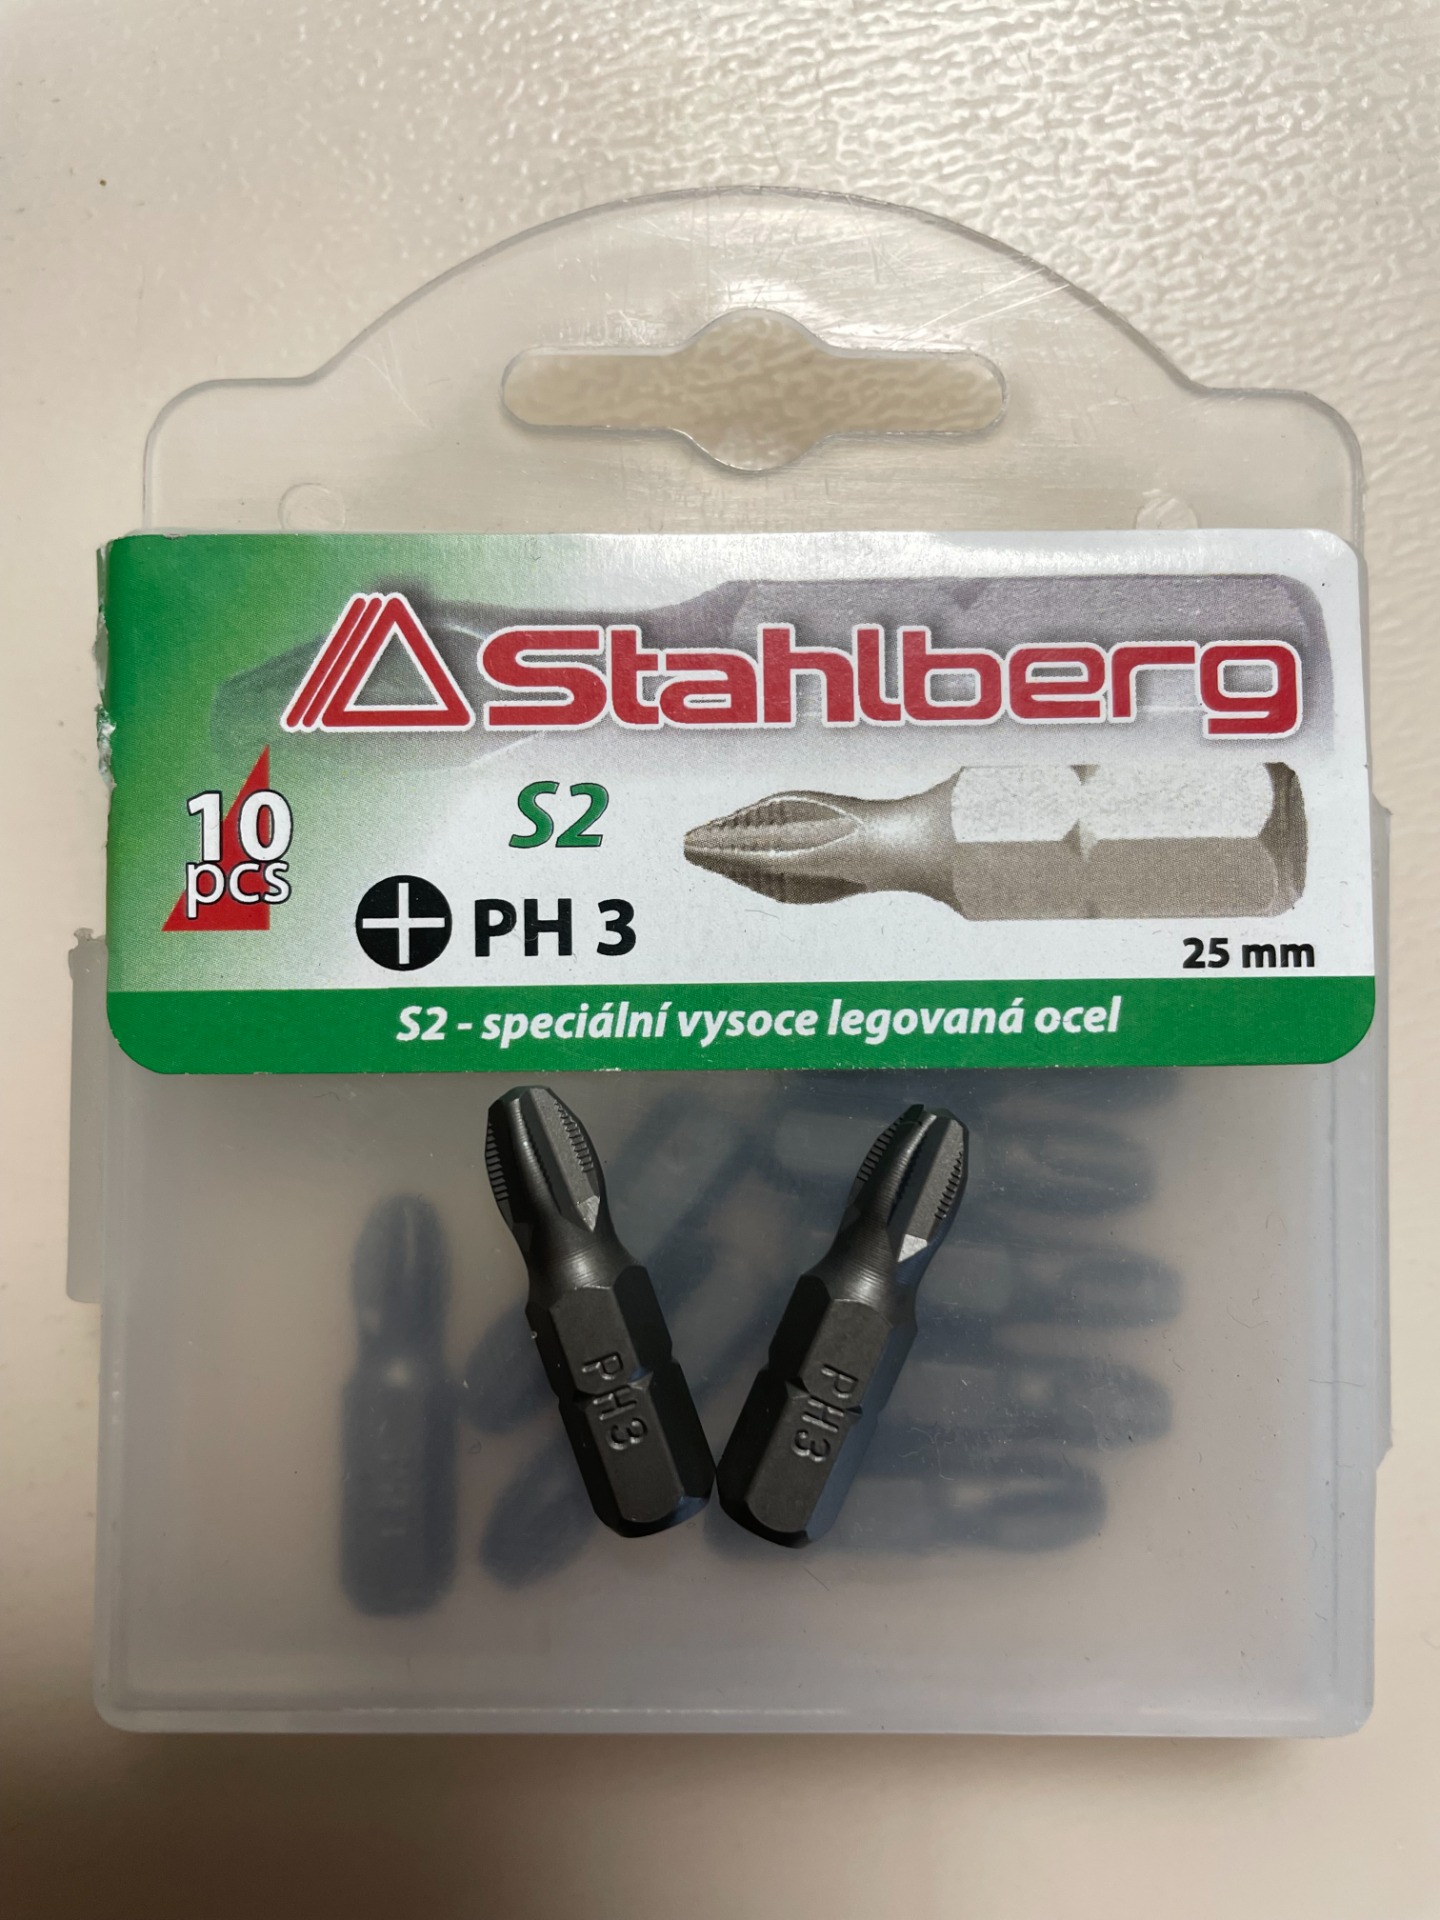 Stahlberg
10
pcs
S2
PH 3
25 mm
S2 - speciální vysoce legovaná ocel
PH3
PH3